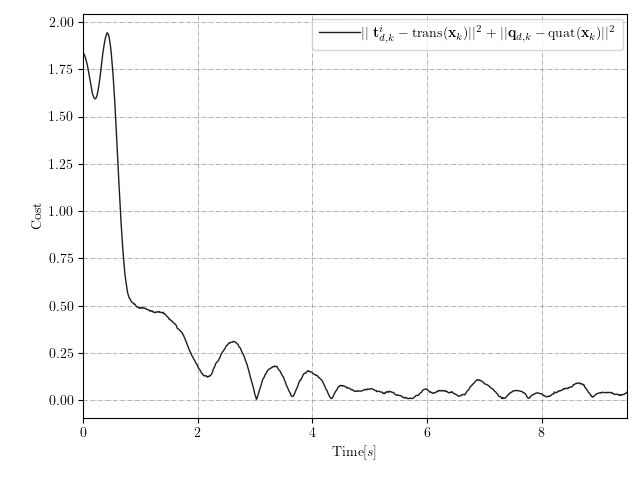 || t^i_{d,k} − trans(x_k)||² + ||q_{d,k} − quat(x_k)||²
2.00
1.75
1.50
1.25
1.00
0.75
0.50
0.25
0.00
Cost
0 2 4 6 8
Time[s]